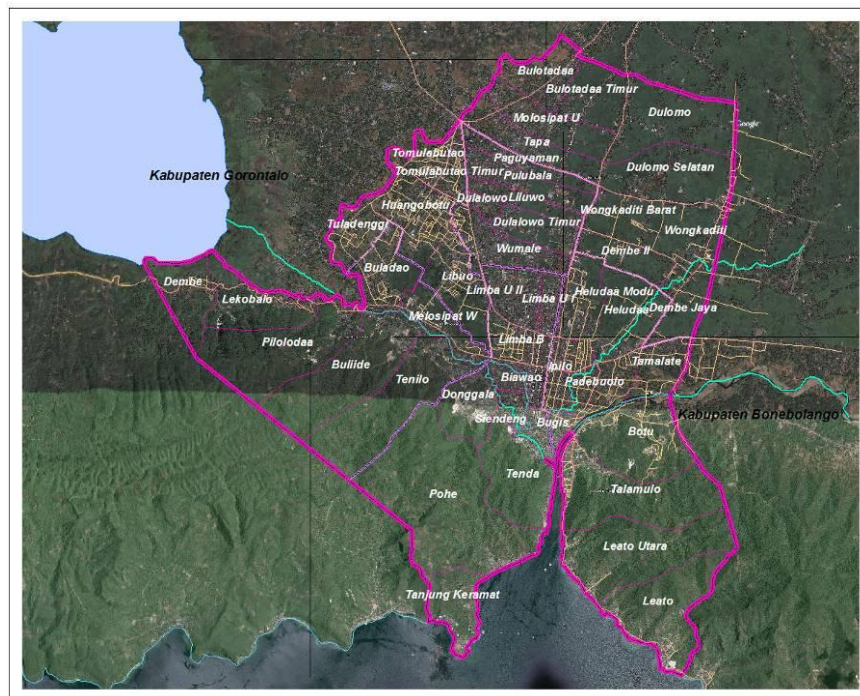 Bulotadaa
Bulotadaa Timur
Molosipat U
Dulomo
Google
Tapa
Tomulabutao
Paguyaman
Dulomo Selatan
Kabupaten Gorontalo
Tomulabutao Timur
Pulubala
Huangobotu
Dulalowo
Liluwo
Wongkaditi Barat
Tuladenggi
Dulalowo Timur
Wongkaditi
Wumale
Dembe II
Buladao
Libuo
Dembe
Limba U II
Limba U I
Heludaa Modu
Lekobalo
Heludaa
Dembe Jaya
Melosipat W
Pilolodaa
Limba B
Buliide
Ipilo
Tamalate
Tenilo
Biawao
Padebuolo
Donggala
Siendeng
Bugis
Kabupaten Bonebolango
Botu
Tenda
Pohe
Talamulo
Leato Utara
Tanjung Keramat
Leato